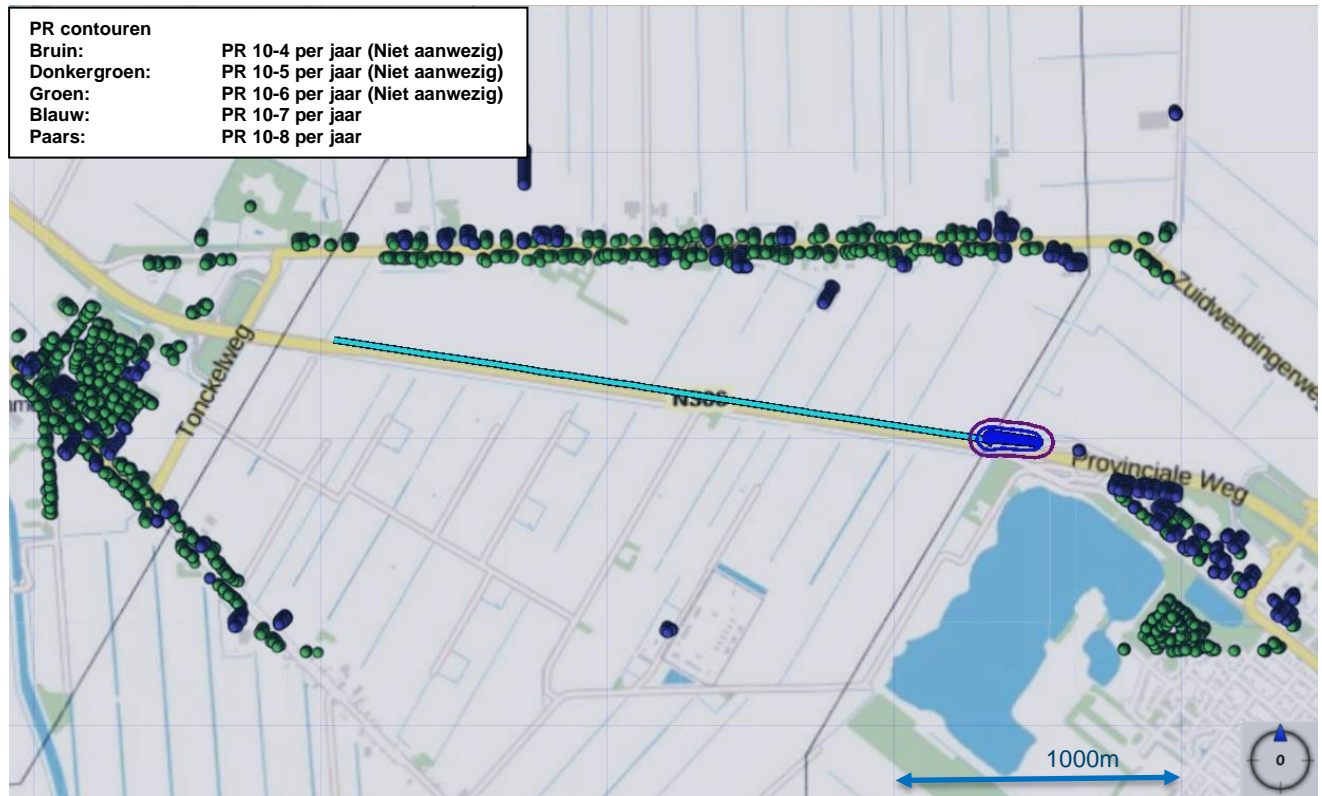 PR contouren
Bruin: PR 10-4 per jaar (Niet aanwezig)
Donkergroen: PR 10-5 per jaar (Niet aanwezig)
Groen: PR 10-6 per jaar (Niet aanwezig)
Blauw: PR 10-7 per jaar
Paars: PR 10-8 per jaar
Zuidwendingerweg
Tonckelweg
Provinciale Weg
1000m
0